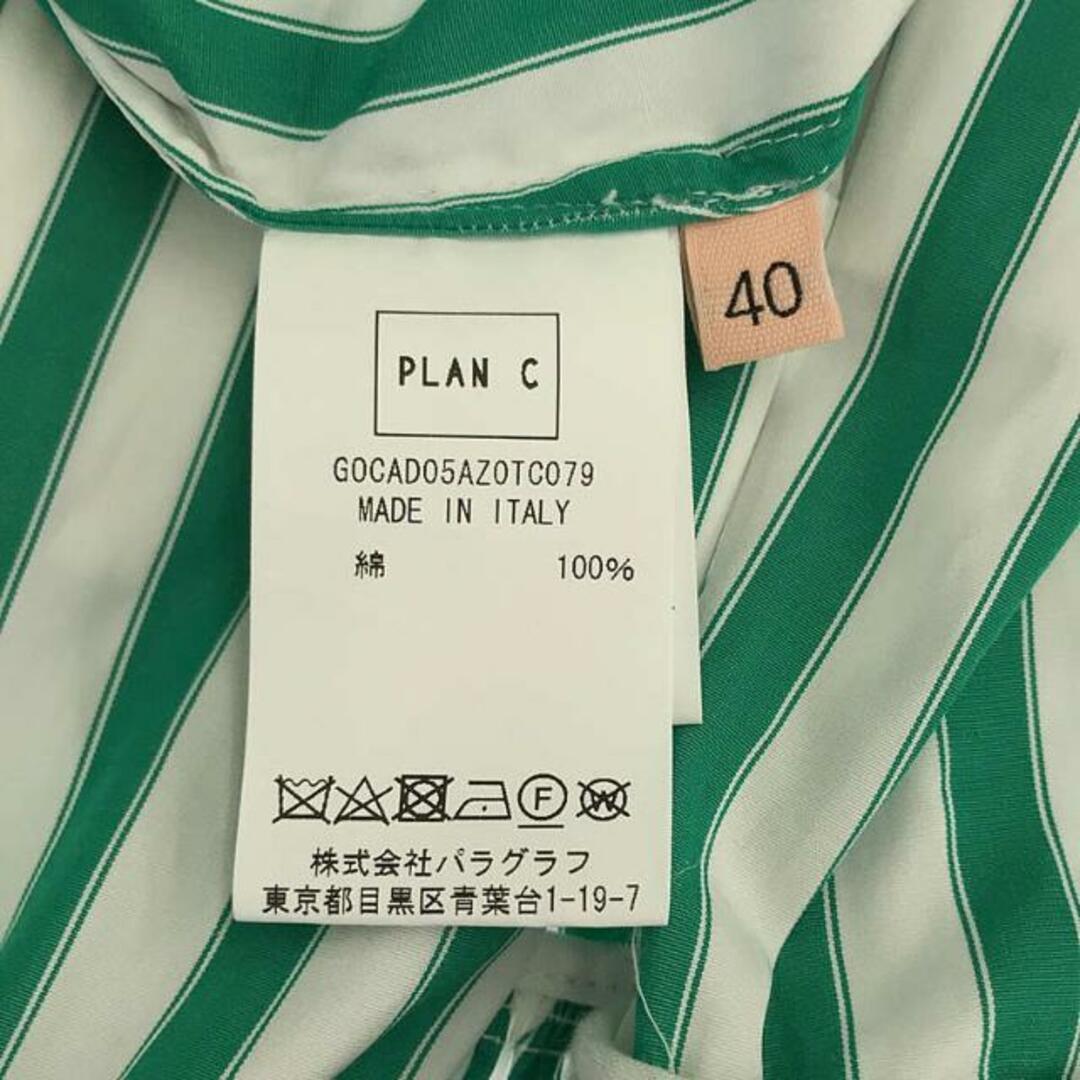 40
PLAN C
GOCAD05AZ0TC079
MADE IN ITALY
綿 100%
F W
株式会社パラグラフ
東京都目黒区青葉台1-19-7